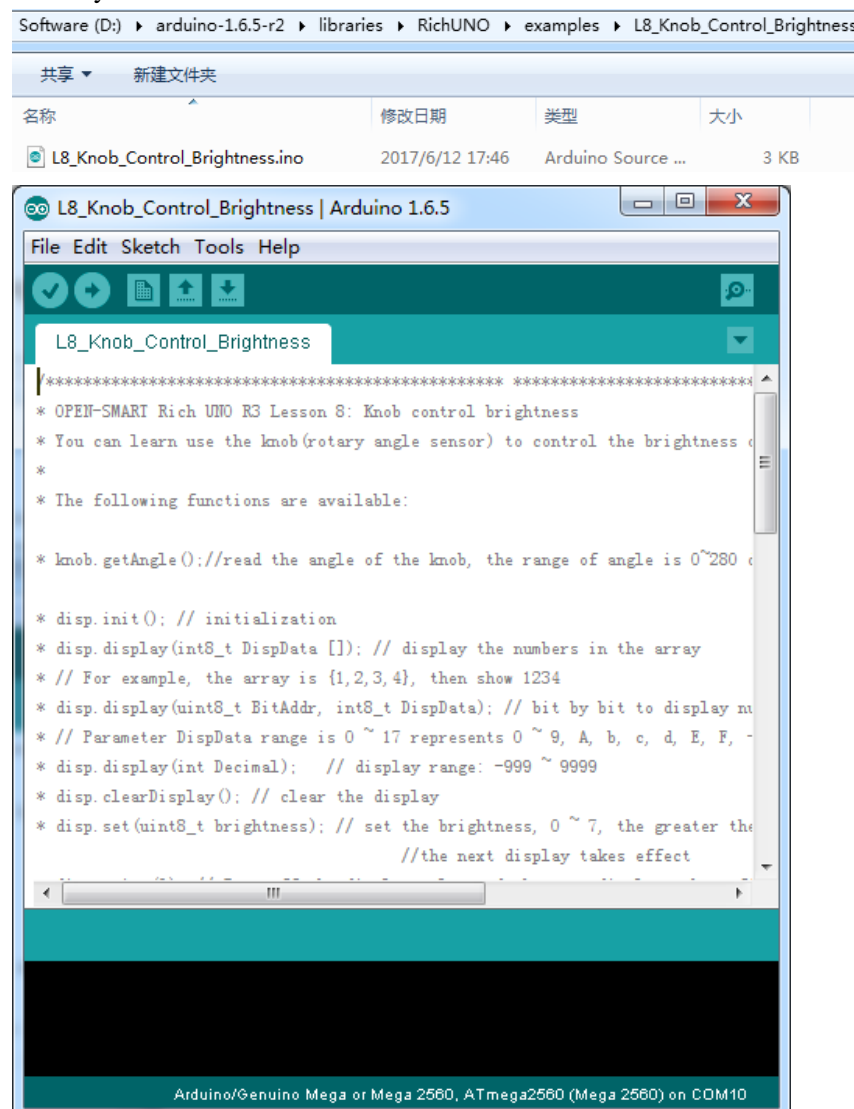 Software (D:) ▸ arduino-1.6.5-r2 ▸ libraries ▸ RichUNO ▸ examples ▸ L8_Knob_Control_Brightness
共享 新建文件夹
名称 修改日期 类型 大小
L8_Knob_Control_Brightness.ino 2017/6/12 17:46 Arduino Source ... 3 KB
L8_Knob_Control_Brightness | Arduino 1.6.5
File Edit Sketch Tools Help
L8_Knob_Control_Brightness
/************************************************* **************************
* OPEN-SMART Rich UNO R3 Lesson 8: Knob control brightness
* You can learn use the knob(rotary angle sensor) to control the brightness
*
* The following functions are available:
* knob.getAngle();//read the angle of the knob, the range of angle is 0~280
* disp.init(); // initialization
* disp.display(int8_t DispData []); // display the numbers in the array
* // For example, the array is {1,2,3,4}, then show 1234
* disp.display(uint8_t BitAddr, int8_t DispData); // bit by bit to display
* // Parameter DispData range is 0 ~ 17 represents 0 ~ 9, A, b, c, d, E, F, -
* disp.display(int Decimal); // display range: -999 ~ 9999
* disp.clearDisplay(); // clear the display
* disp.set(uint8_t brightness); // set the brightness, 0 ~ 7, the greater the
//the next display takes effect
Arduino/Genuino Mega or Mega 2560, ATmega2560 (Mega 2560) on COM10